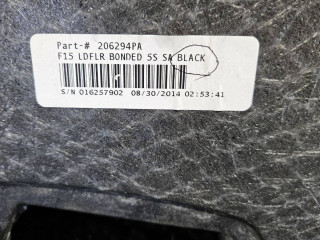 Part-# 206294PA
F15 LDFLR BONDED 5S SA BLACK
S/N 016257902 08/30/2014 02:53:41